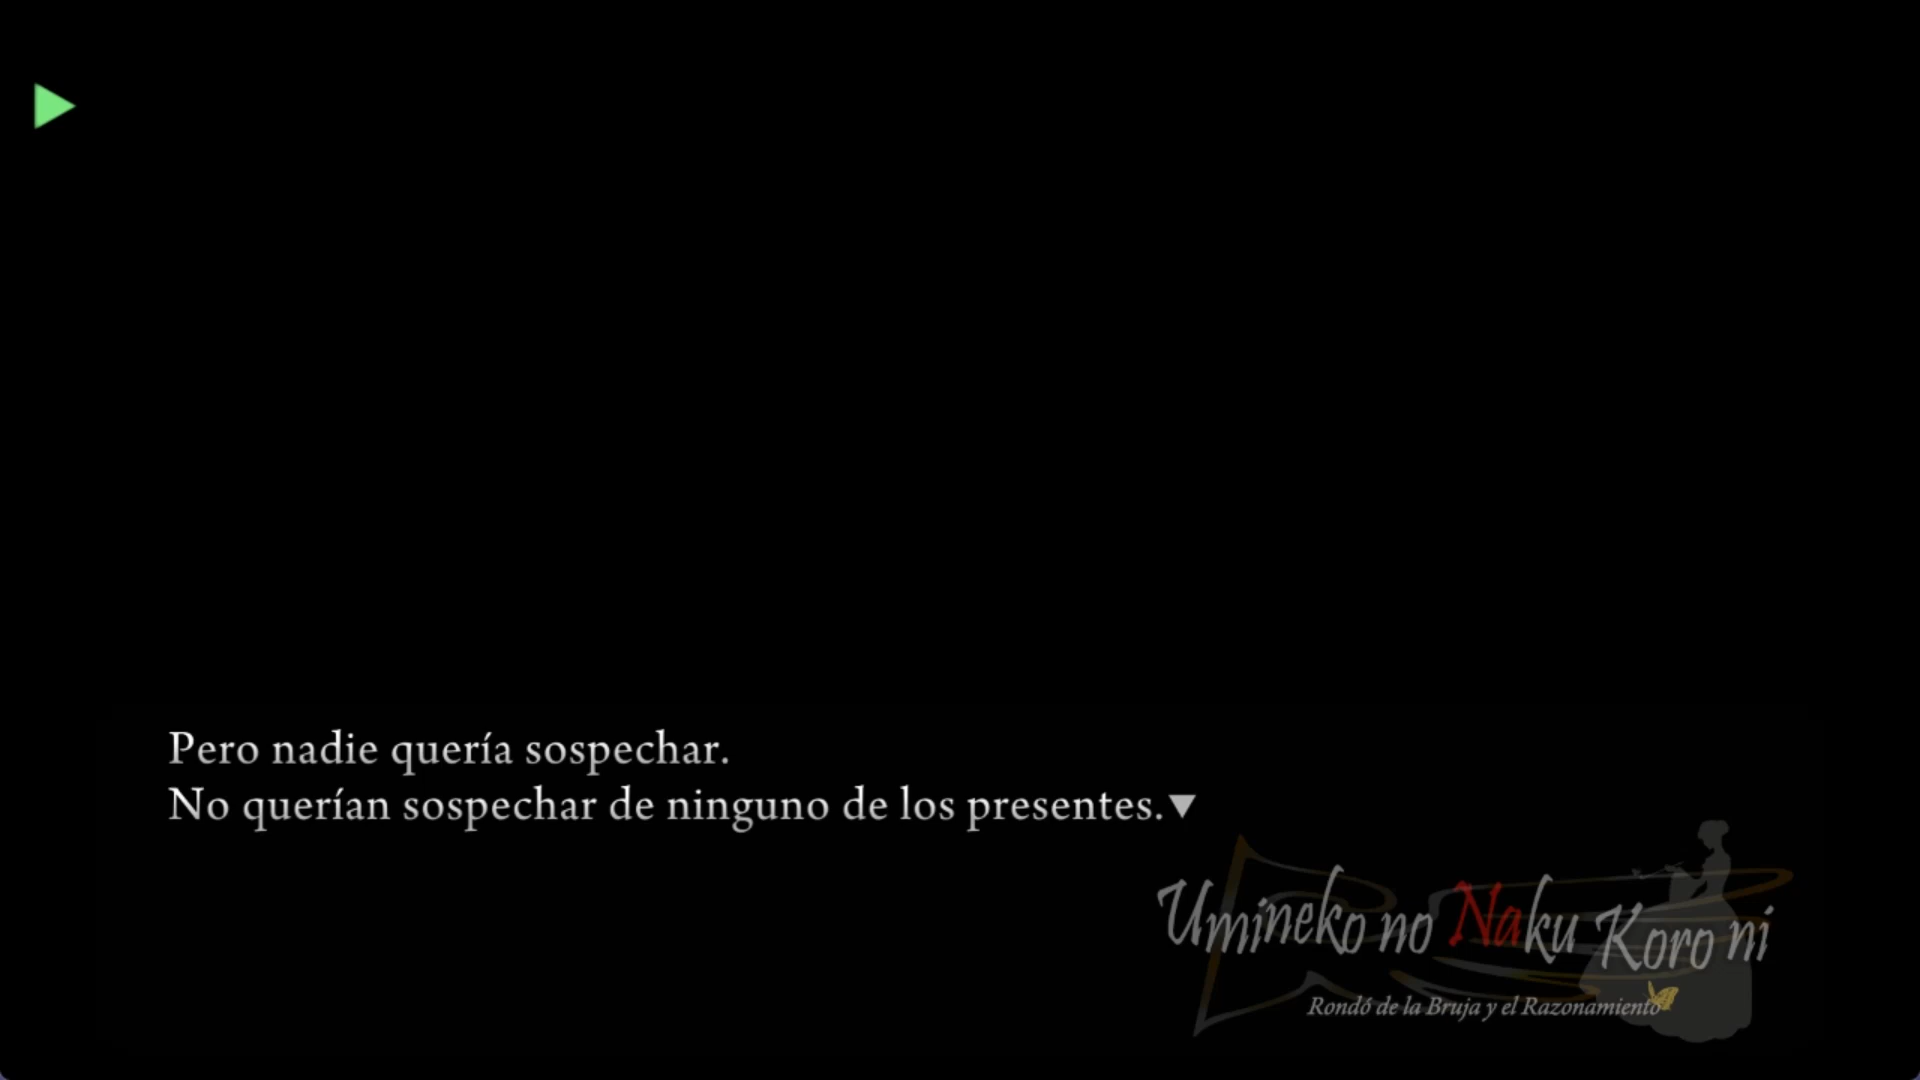 Pero nadie quería sospechar.
No querían sospechar de ninguno de los presentes.
Umineko no Naku Koro ni
Rondó de la Bruja y el Razonamiento